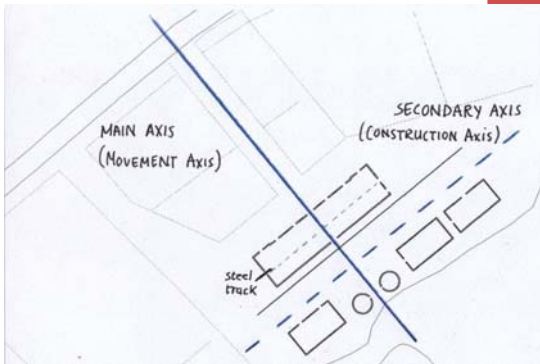 MAIN AXIS
(MOVEMENT AXIS)
SECONDARY AXIS
(CONSTRUCTION AXIS)
steel
track